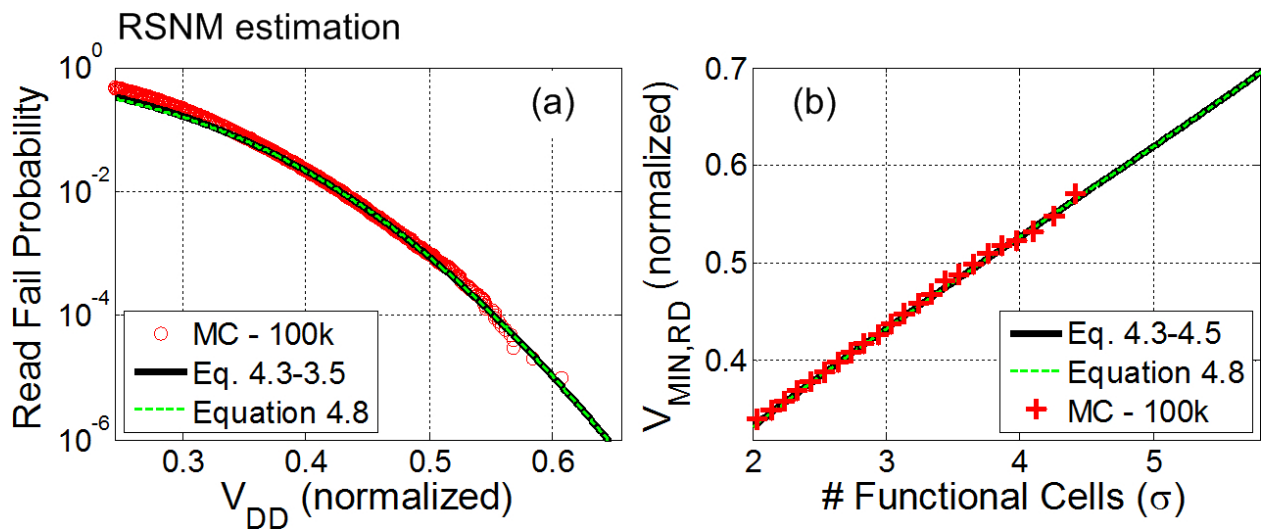 RSNM estimation
(a)
Read Fail Probability
10^0
10^-2
10^-4
10^-6
MC - 100k
Eq. 4.3-3.5
Equation 4.8
0.3 0.4 0.5 0.6
V_DD (normalized)
(b)
V_MIN,RD (normalized)
0.7
0.6
0.5
0.4
Eq. 4.3-4.5
Equation 4.8
MC - 100k
2 3 4 5
# Functional Cells (σ)